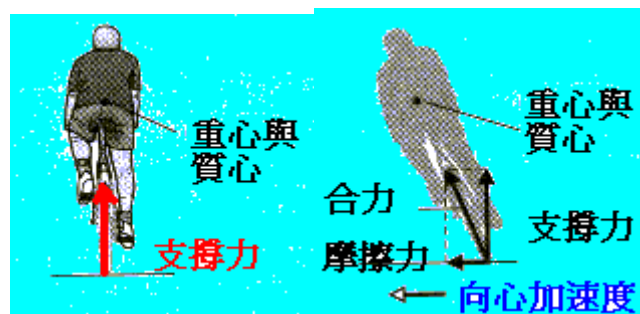 重心與
質心
支撐力
重心與
質心
合力
支撐力
摩擦力
向心加速度